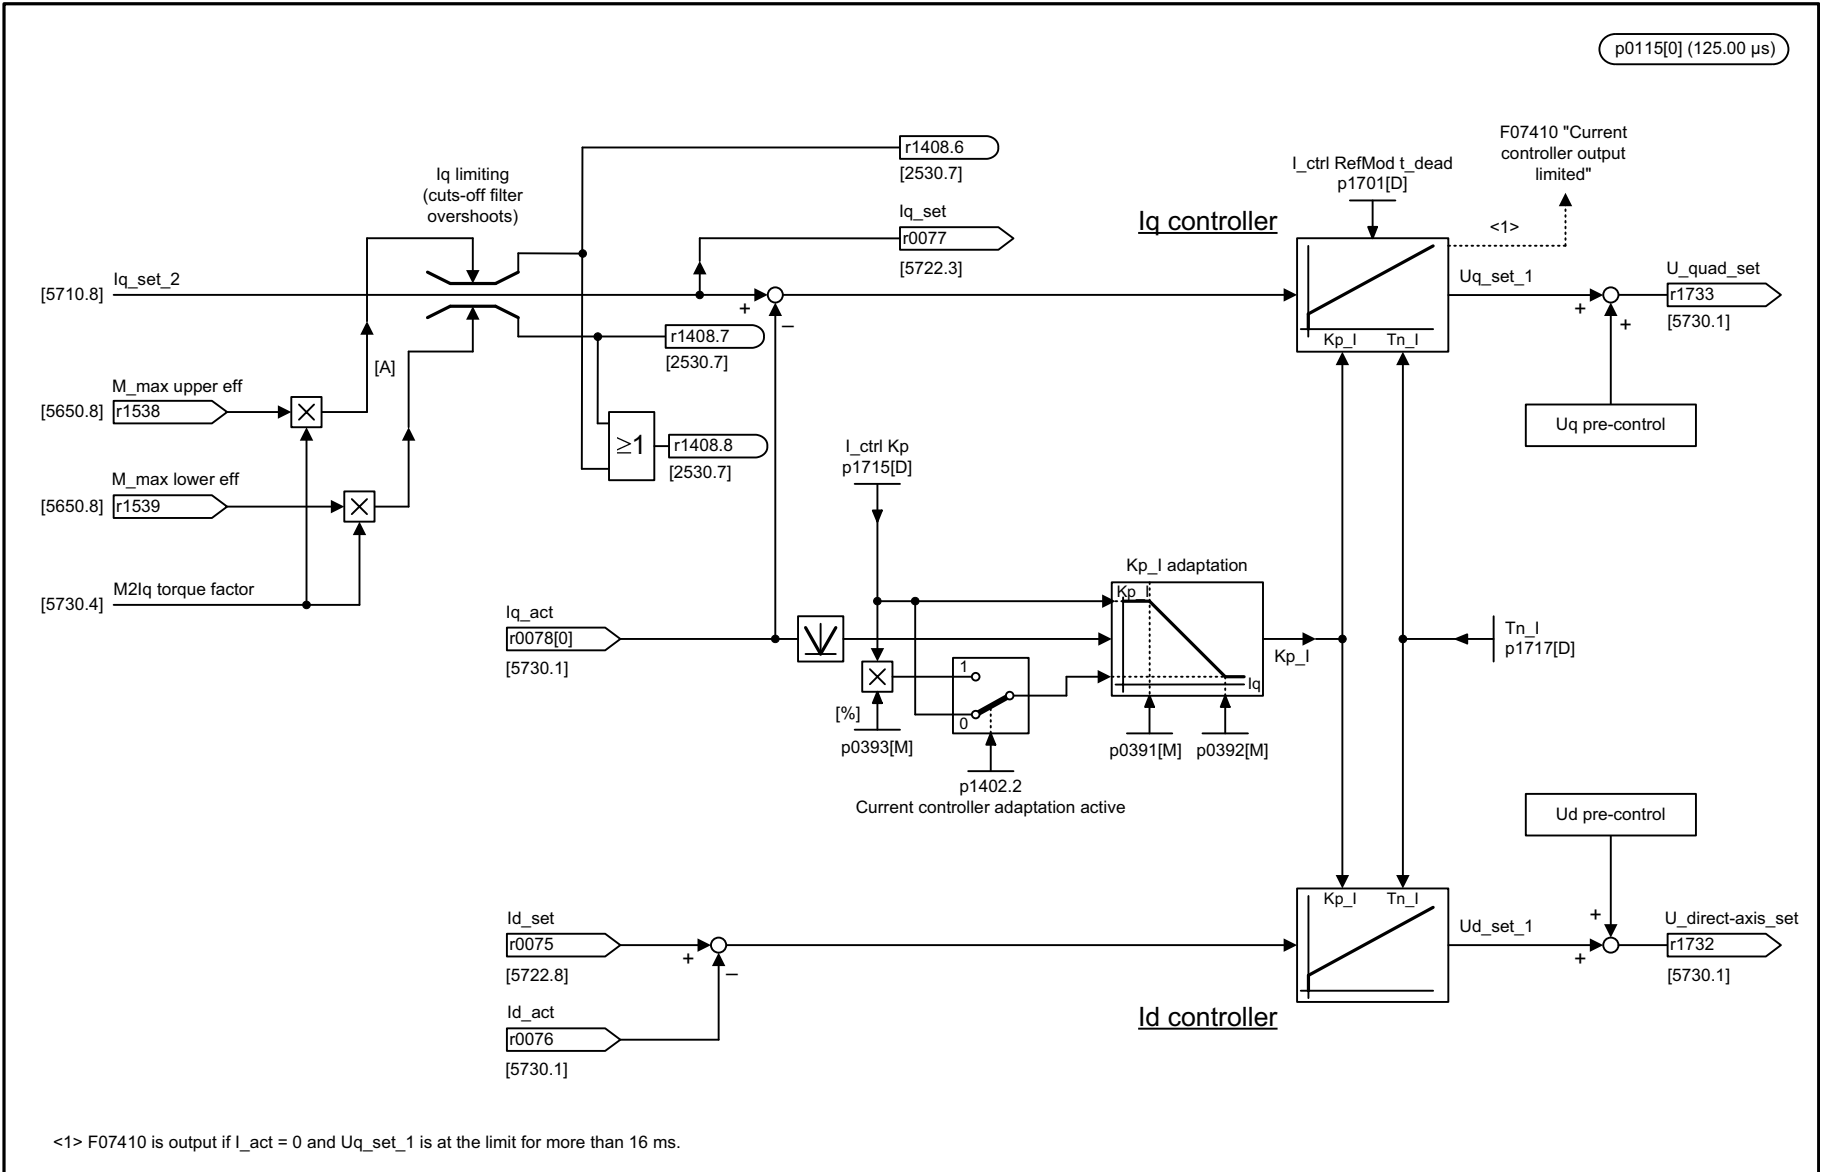 p0115[0] (125.00 µs)
F07410 "Current
controller output
limited"
r1408.6
[2530.7]
I_ctrl RefMod t_dead
p1701[D]
Iq limiting
(cuts-off filter
overshoots)
Iq_set
r0077
[5722.3]
Iq controller
<1>
[5710.8]
Iq_set_2
+
–
Kp_I
Tn_I
Uq_set_1
+
+
U_quad_set
r1733
[5730.1]
r1408.7
[2530.7]
[A]
M_max upper eff
[5650.8]
r1538
Uq pre-control
≥1
r1408.8
[2530.7]
I_ctrl Kp
p1715[D]
M_max lower eff
[5650.8]
r1539
M2Iq torque factor
[5730.4]
Kp_I adaptation
Kp_I
Iq
Iq_act
r0078[0]
[5730.1]
Kp_I
Tn_I
p1717[D]
1
0
[%]
p0393[M]
p0391[M]
p0392[M]
p1402.2
Current controller adaptation active
Ud pre-control
Kp_I
Tn_I
Id_set
r0075
[5722.8]
+
–
Ud_set_1
+
+
U_direct-axis_set
r1732
[5730.1]
Id_act
r0076
[5730.1]
Id controller
<1> F07410 is output if I_act = 0 and Uq_set_1 is at the limit for more than 16 ms.